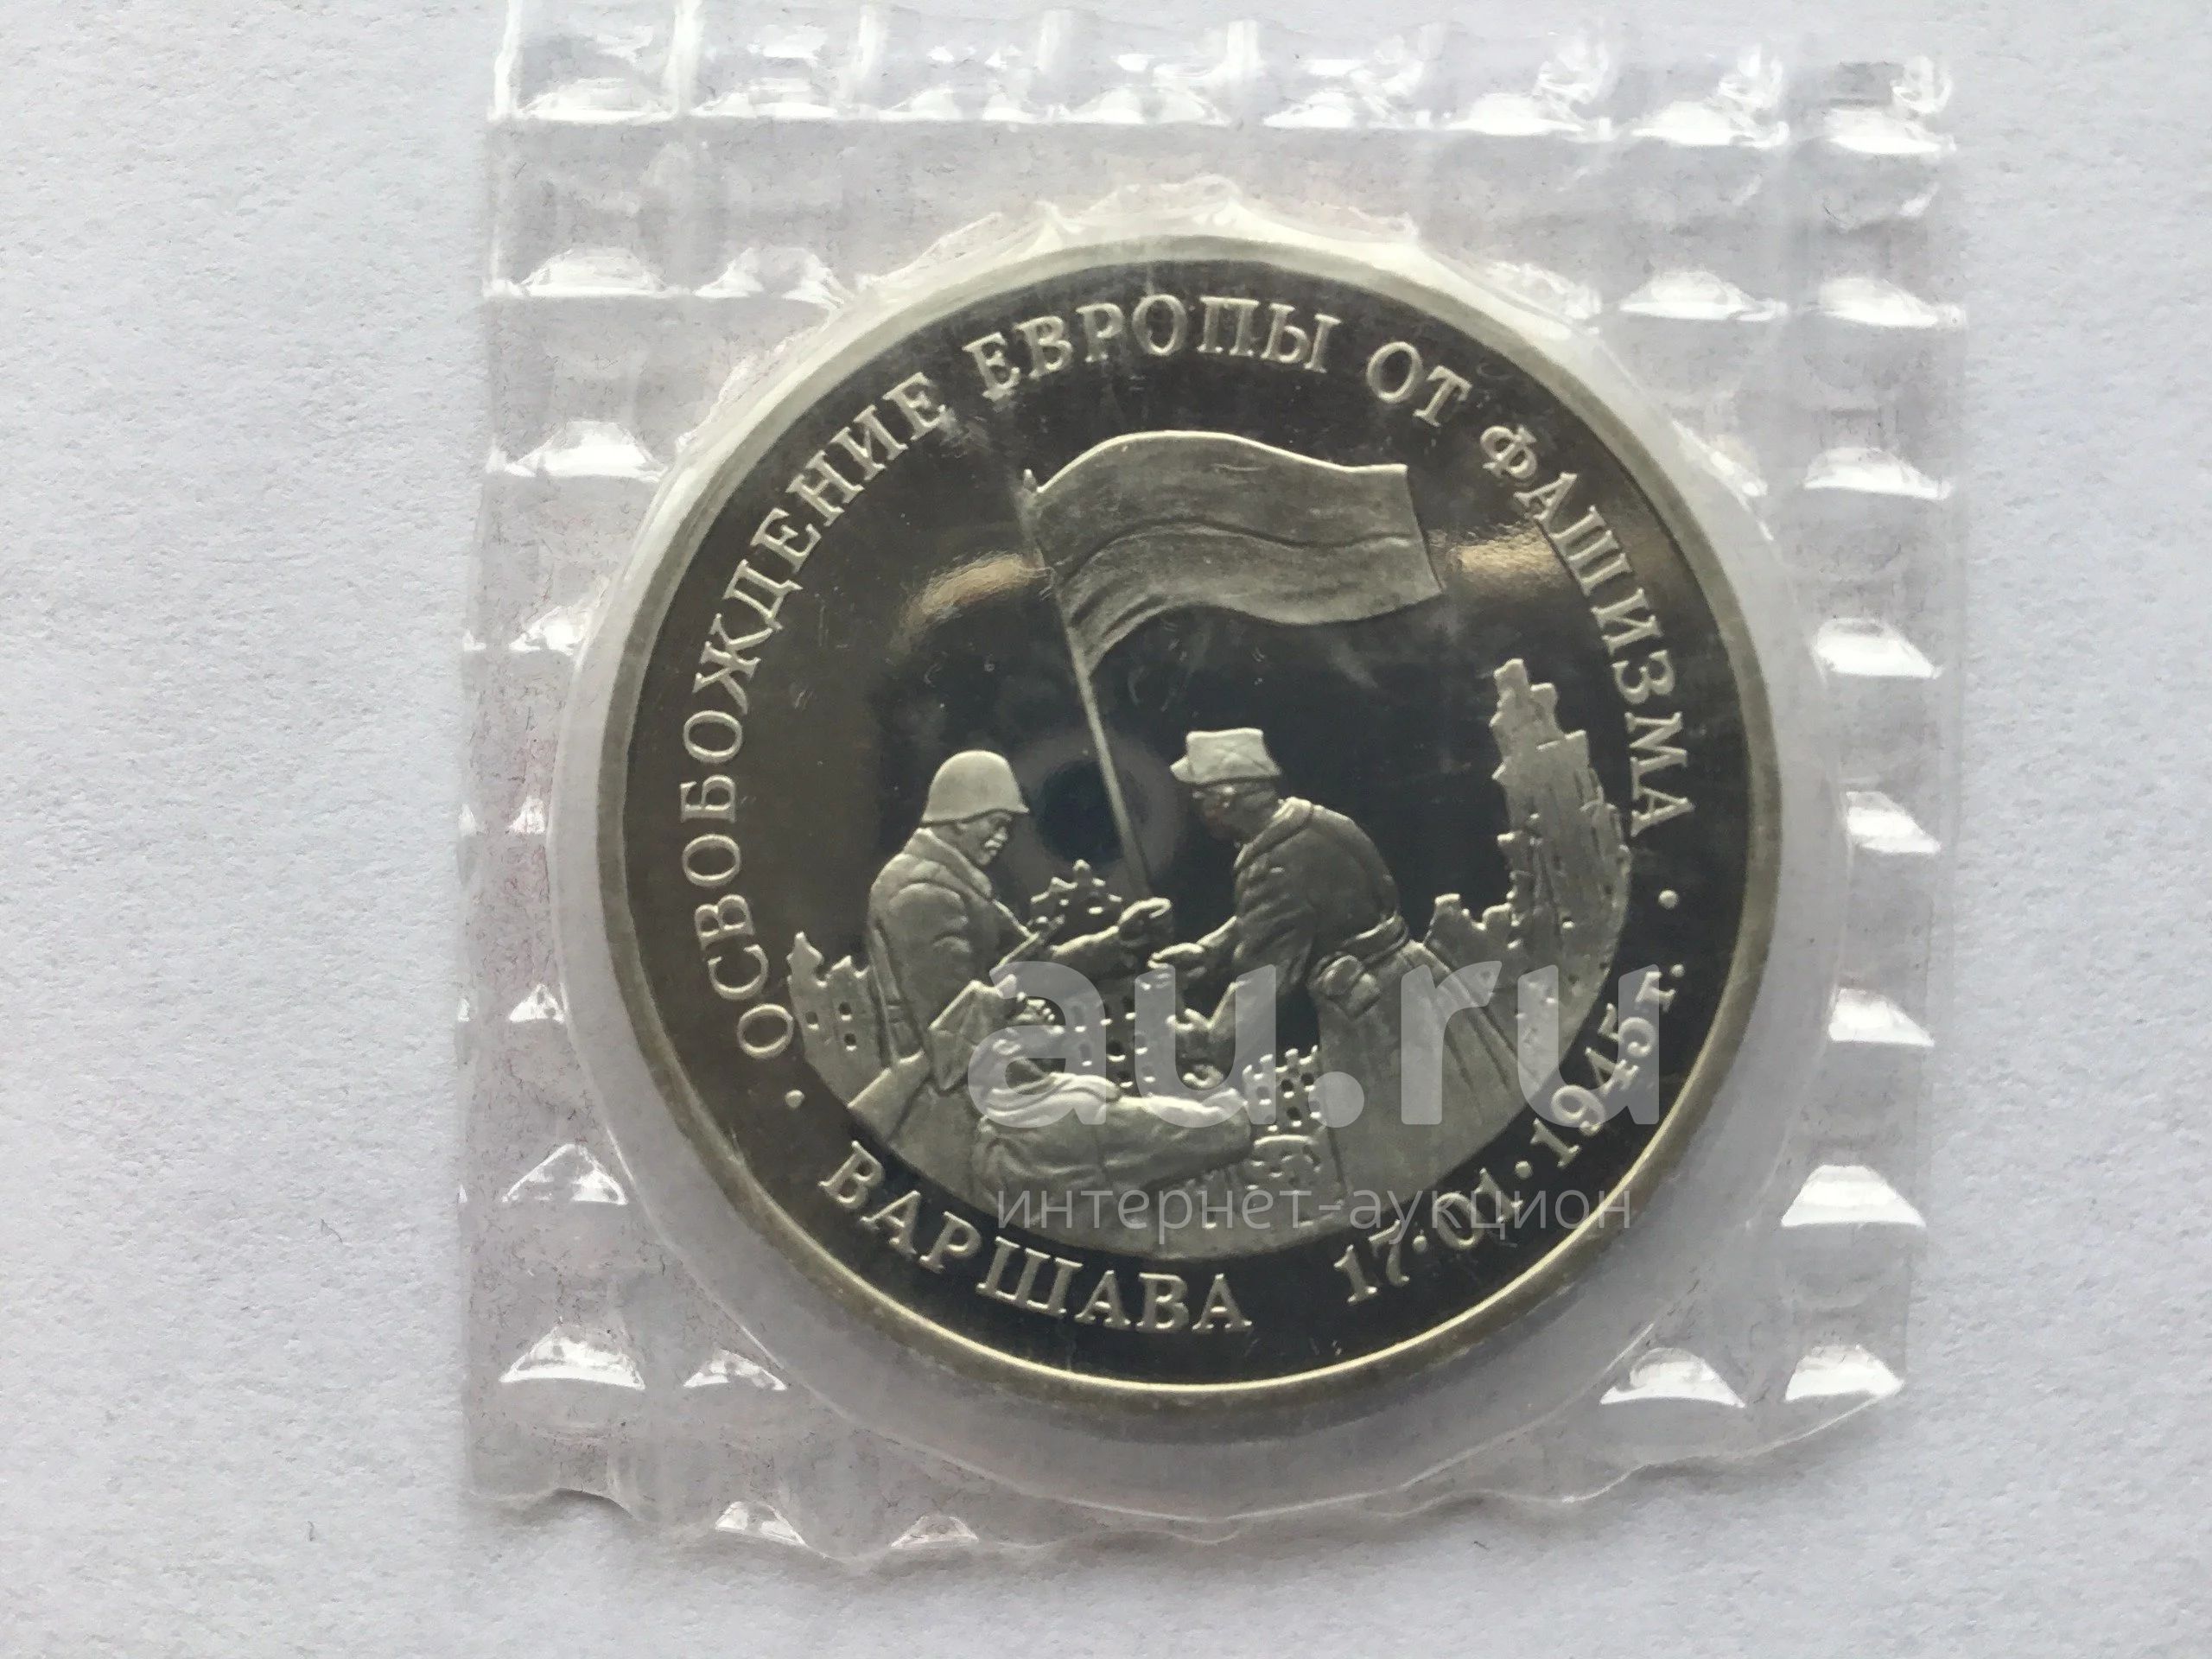 ОСВОБОЖДЕНИЕ ЕВРОПЫ ОТ ФАШИЗМА
• ВАРШАВА 17•01•1945 г. •
au.ru
интернет-аукцион